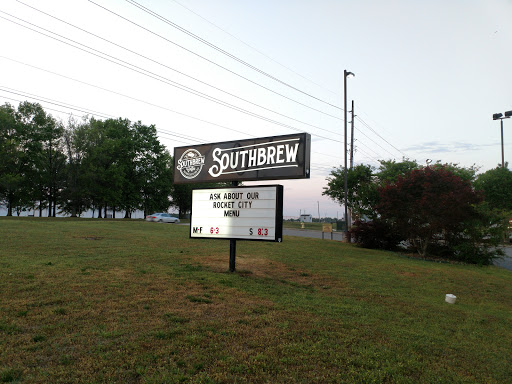 SOUTHBREW
SOUTHBREW
ASK ABOUT OUR
ROCKET CITY
MENU
M-F 6-3 S 8-3